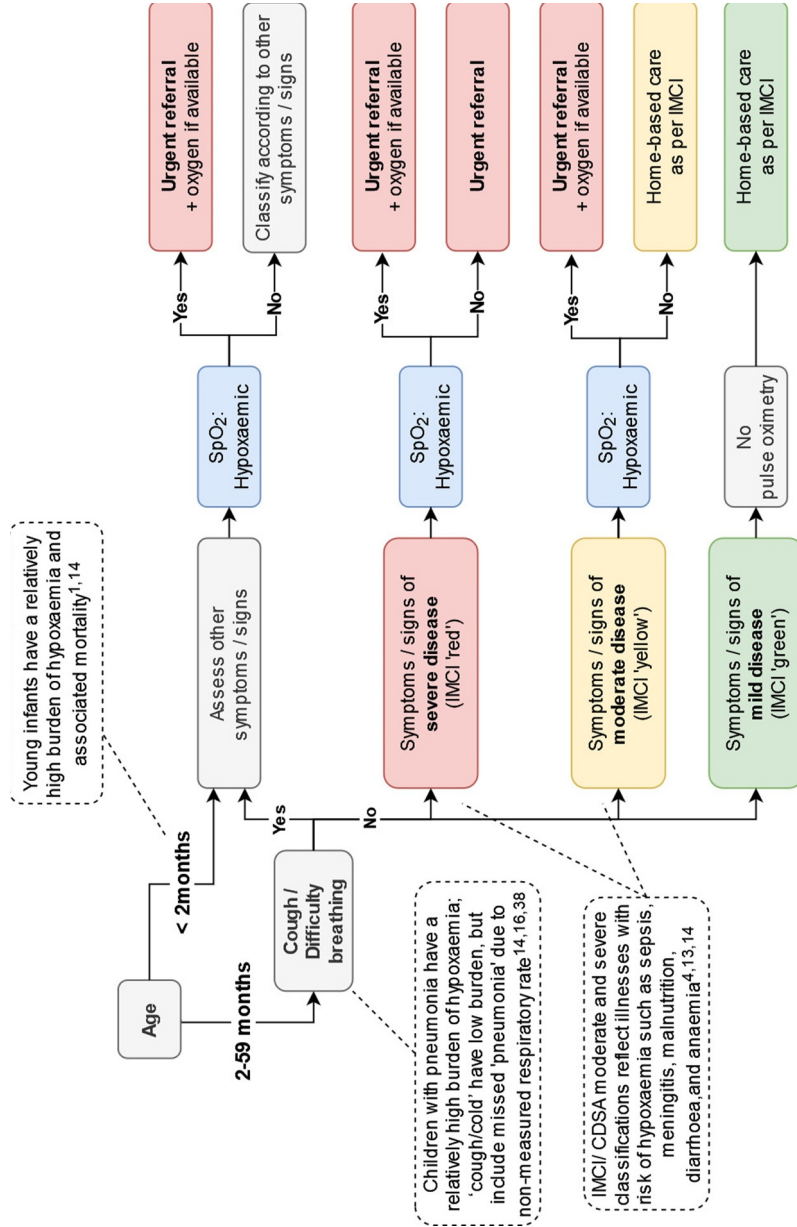 Age
< 2months
2-59 months
Young infants have a relatively
high burden of hypoxaemia and
associated mortality1,14
Cough /
Difficulty
breathing
Yes
No
Children with pneumonia have a
relatively high burden of hypoxaemia;
‘cough/cold’ have low burden, but
include missed 'pneumonia' due to
non-measured respiratory rate14,16,38
IMCI/ CDSA moderate and severe
classifications reflect illnesses with
risk of hypoxaemia such as sepsis,
meningitis, malnutrition,
diarrhoea,and anaemia4,13,14
Assess other
symptoms / signs
SpO2:
Hypoxaemic
Yes
No
Urgent referral
+ oxygen if available
Classify according to other
symptoms / signs
Symptoms / signs of
severe disease
(IMCI 'red')
SpO2:
Hypoxaemic
Yes
No
Urgent referral
+ oxygen if available
Urgent referral
Symptoms / signs of
moderate disease
(IMCI 'yellow')
SpO2:
Hypoxaemic
Yes
No
Urgent referral
+ oxygen if available
Home-based care
as per IMCI
Symptoms / signs of
mild disease
(IMCI 'green')
No
pulse oximetry
Home-based care
as per IMCI